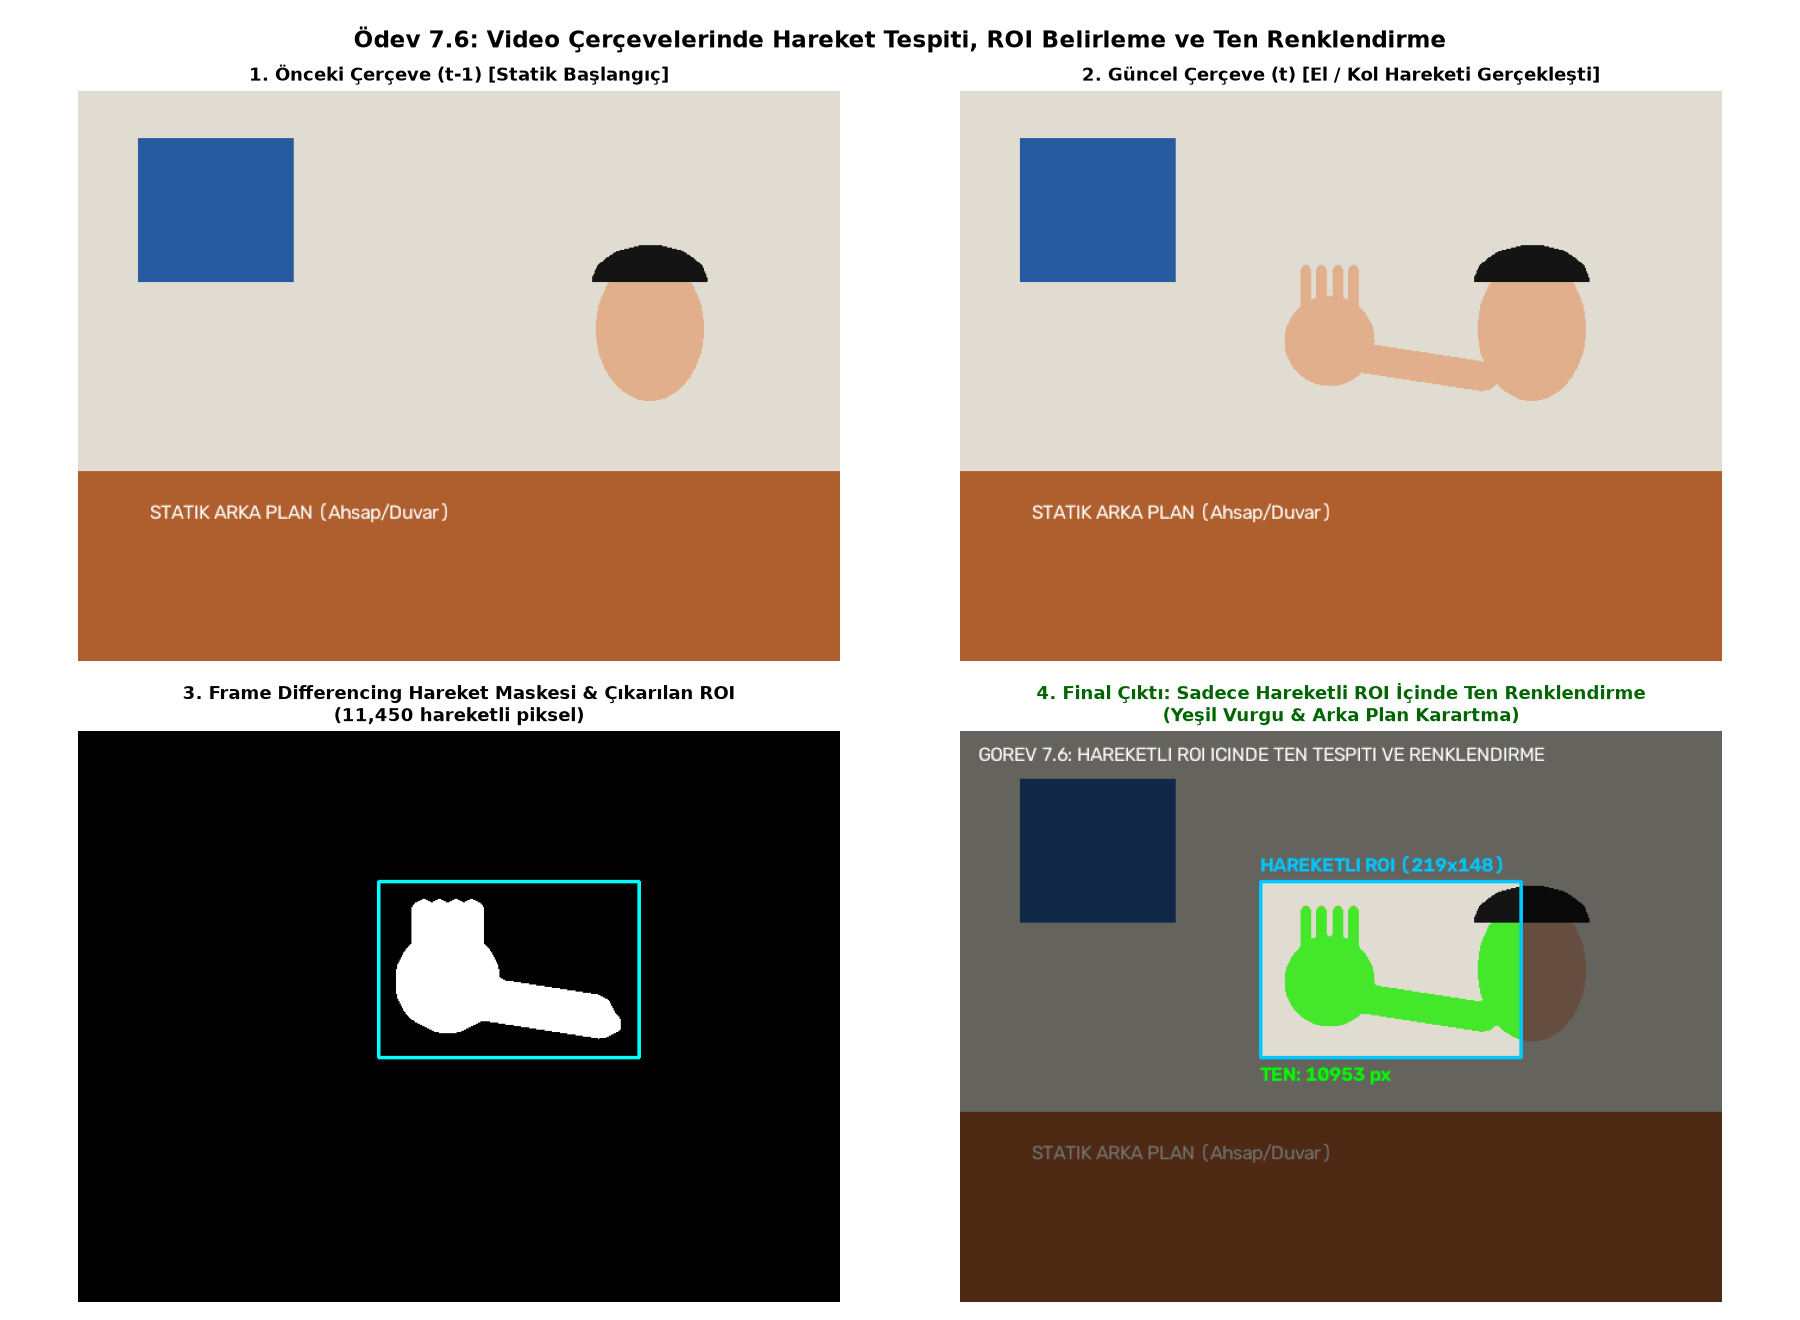 Ödev 7.6: Video Çerçevelerinde Hareket Tespiti, ROI Belirleme ve Ten Renklendirme
1. Önceki Çerçeve (t-1) [Statik Başlangıç]
2. Güncel Çerçeve (t) [El / Kol Hareketi Gerçekleşti]
STATIK ARKA PLAN (Ahsap/Duvar)
STATIK ARKA PLAN (Ahsap/Duvar)
3. Frame Differencing Hareket Maskesi & Çıkarılan ROI
(11,450 hareketli piksel)
4. Final Çıktı: Sadece Hareketli ROI İçinde Ten Renklendirme
(Yeşil Vurgu & Arka Plan Karartma)
GOREV 7.6: HAREKETLI ROI ICINDE TEN TESPITI VE RENKLENDIRME
HAREKETLI ROI (219x148)
TEN: 10953 px
STATIK ARKA PLAN (Ahsap/Duvar)